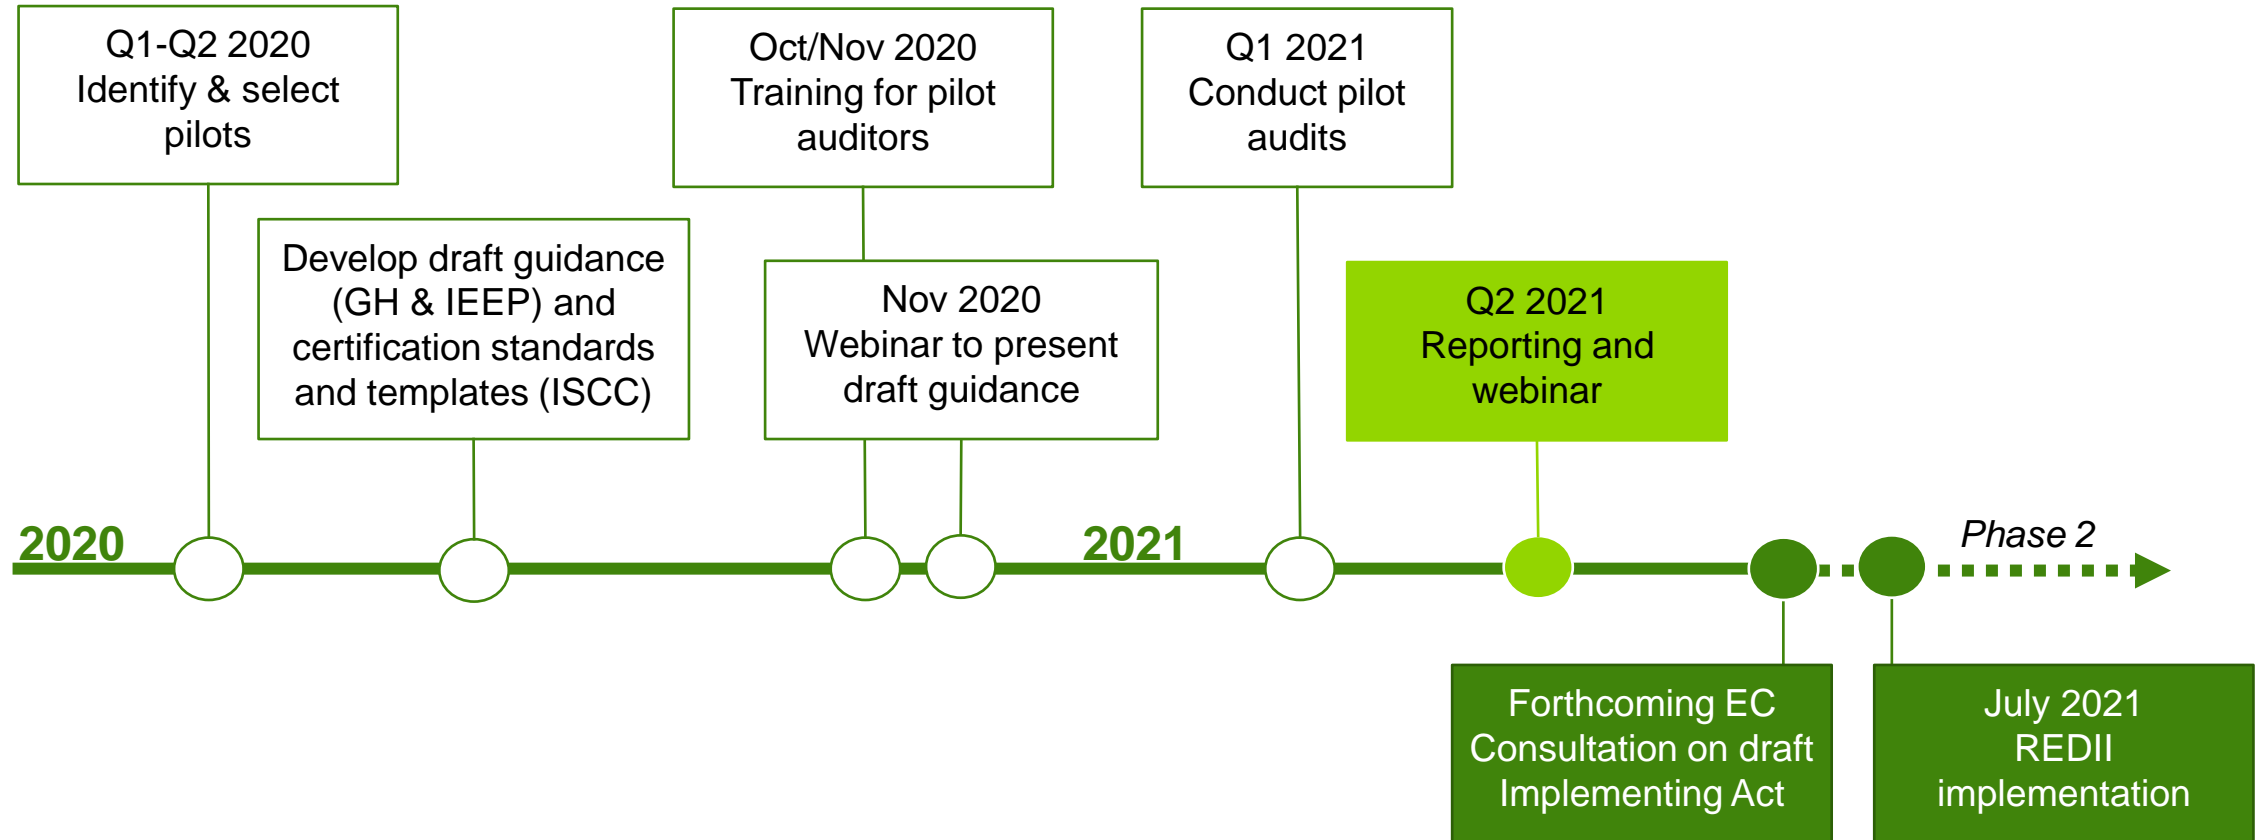 Q1-Q2 2020
Identify & select
pilots
Develop draft guidance
(GH & IEEP) and
certification standards
and templates (ISCC)
Oct/Nov 2020
Training for pilot
auditors
Nov 2020
Webinar to present
draft guidance
Q1 2021
Conduct pilot
audits
Q2 2021
Reporting and
webinar
2020
2021
Phase 2
Forthcoming EC
Consultation on draft
Implementing Act
July 2021
REDII
implementation